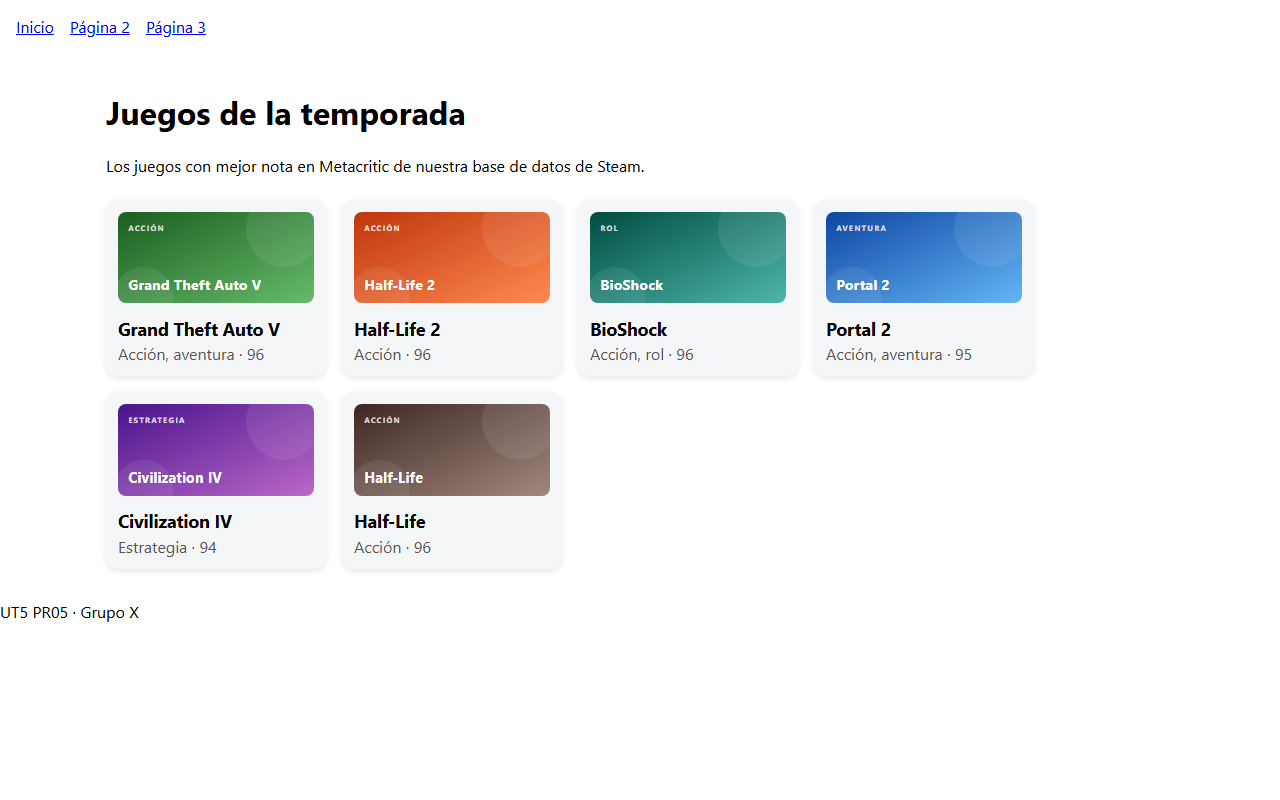 Inicio Página 2 Página 3
Juegos de la temporada
Los juegos con mejor nota en Metacritic de nuestra base de datos de Steam.
ACCIÓN
Grand Theft Auto V
Grand Theft Auto V
Acción, aventura · 96
ACCIÓN
Half-Life 2
Half-Life 2
Acción · 96
ROL
BioShock
BioShock
Acción, rol · 96
AVENTURA
Portal 2
Portal 2
Acción, aventura · 95
ESTRATEGIA
Civilization IV
Civilization IV
Estrategia · 94
ACCIÓN
Half-Life
Half-Life
Acción · 96
UT5 PR05 · Grupo X